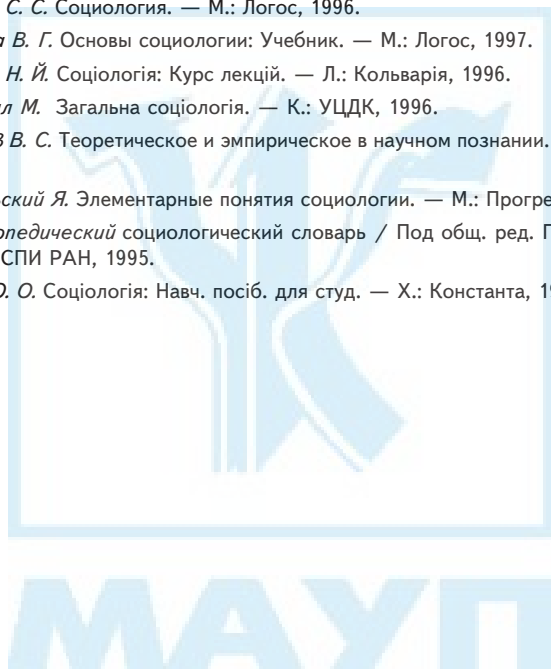 С. С. Социология. — М.: Логос, 1996.
В. Г. Основы социологии: Учебник. — М.: Логос, 1997.
Н. Й. Соціологія: Курс лекцій. — Л.: Кольварія, 1996.
М. Загальна соціологія. — К.: УЦДК, 1996.
В. С. Теоретическое и эмпирическое в научном познании.
Я. Элементарные понятия социологии. — М.:
социологический словарь / Под общ. ред.
РАН, 1995.
О. Соціологія: Навч. посіб. для студ. — Х.: Константа,
МАУП